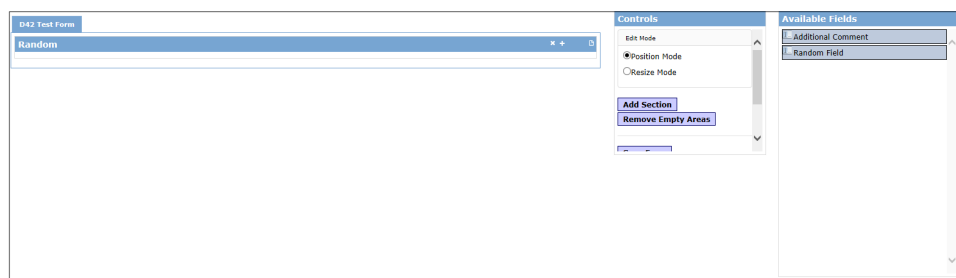 D42 Test Form
Random
Controls
Edit Mode
Position Mode
Resize Mode
Add Section
Remove Empty Areas
Available Fields
Additional Comment
Random Field